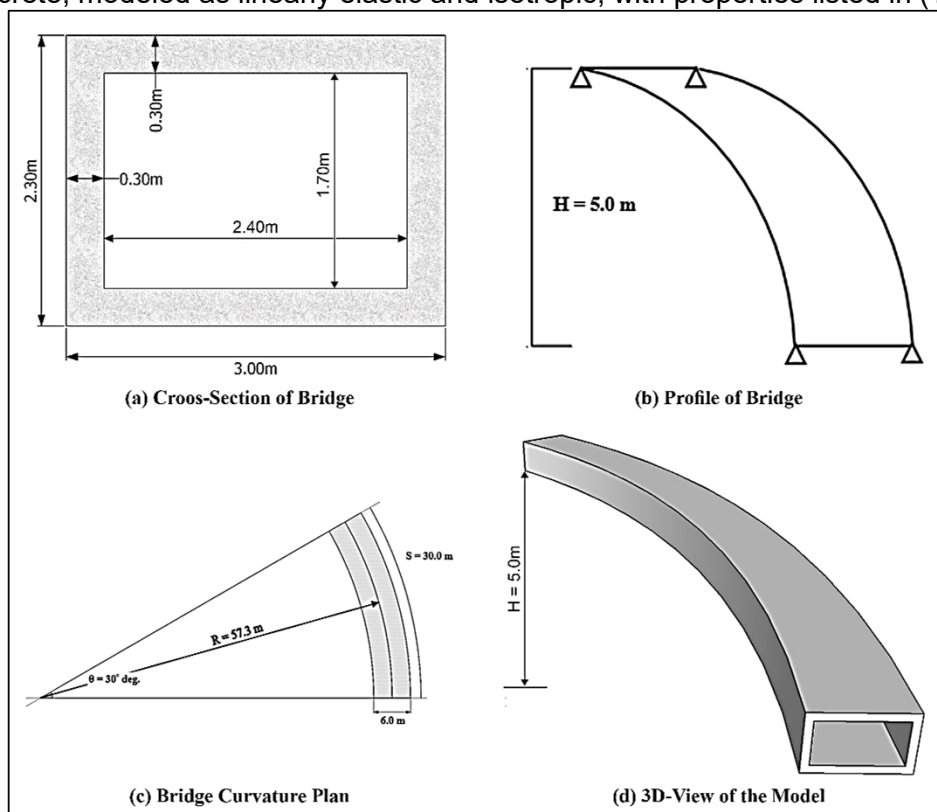 crete, modeled as linearly elastic and isotropic, with properties listed in (
2.30m
0.30m
0.30m
1.70m
2.40m
3.00m
(a) Croos-Section of Bridge
H = 5.0 m
(b) Profile of Bridge
S = 30.0 m
R = 57.3 m
θ = 30° deg.
6.0 m
(c) Bridge Curvature Plan
H = 5.0m
(d) 3D-View of the Model